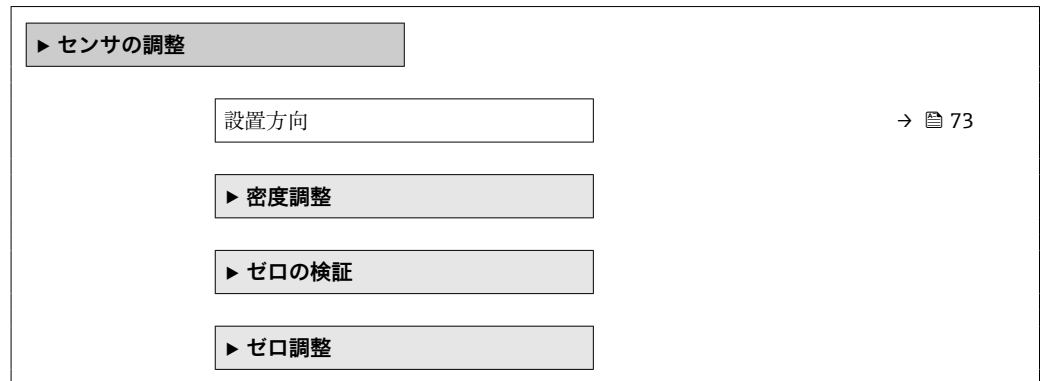 ▶ センサの調整
設置方向 → 🗎 73
▶ 密度調整
▶ ゼロの検証
▶ ゼロ調整